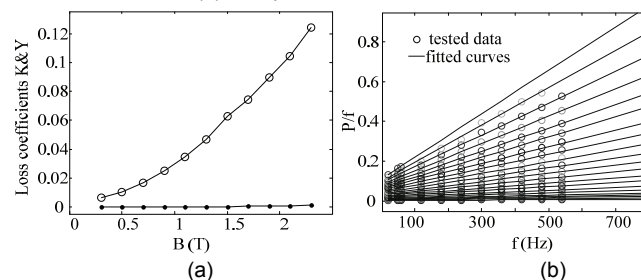 0.12
0.1
0.08
0.06
0.04
0.02
0
Loss coefficients K&Y
0 0.5 1 1.5 2
B (T)
(a)
0.8
0.6
0.4
0.2
0
P/f
tested data
fitted curves
100 300 500 700
f (Hz)
(b)